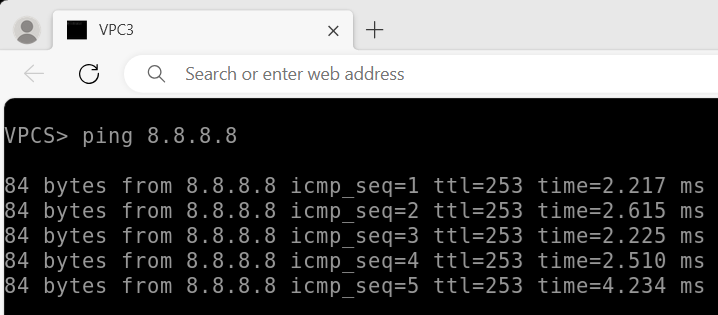 VPC3
Search or enter web address
VPCS> ping 8.8.8.8
84 bytes from 8.8.8.8 icmp_seq=1 ttl=253 time=2.217 ms
84 bytes from 8.8.8.8 icmp_seq=2 ttl=253 time=2.615 ms
84 bytes from 8.8.8.8 icmp_seq=3 ttl=253 time=2.225 ms
84 bytes from 8.8.8.8 icmp_seq=4 ttl=253 time=2.510 ms
84 bytes from 8.8.8.8 icmp_seq=5 ttl=253 time=4.234 ms